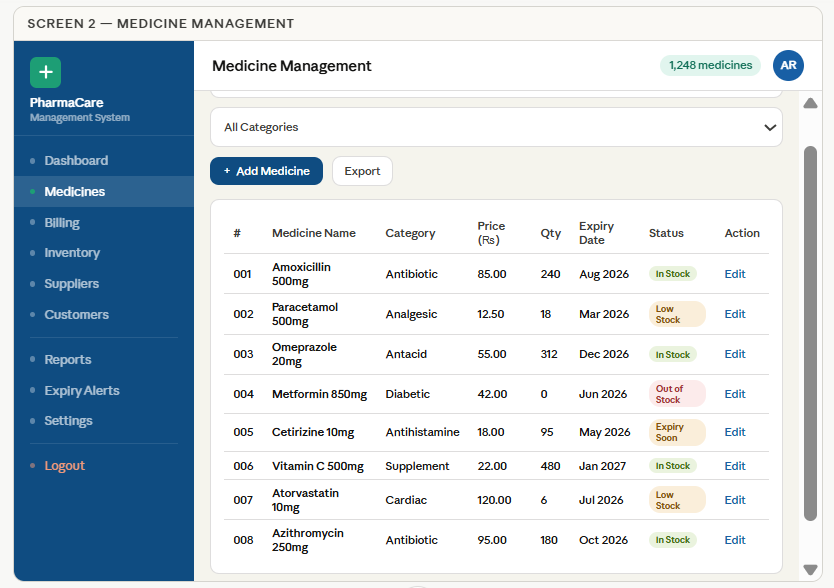 SCREEN 2 — MEDICINE MANAGEMENT
PharmaCare
Management System
Dashboard
Medicines
Billing
Inventory
Suppliers
Customers
Reports
Expiry Alerts
Settings
Logout
Medicine Management
1,248 medicines
AR
All Categories
+ Add Medicine
Export
# Medicine Name Category Price (Rs) Qty Expiry Date Status Action
001 Amoxicillin 500mg Antibiotic 85.00 240 Aug 2026 In Stock Edit
002 Paracetamol 500mg Analgesic 12.50 18 Mar 2026 Low Stock Edit
003 Omeprazole 20mg Antacid 55.00 312 Dec 2026 In Stock Edit
004 Metformin 850mg Diabetic 42.00 0 Jun 2026 Out of Stock Edit
005 Cetirizine 10mg Antihistamine 18.00 95 May 2026 Expiry Soon Edit
006 Vitamin C 500mg Supplement 22.00 480 Jan 2027 In Stock Edit
007 Atorvastatin 10mg Cardiac 120.00 6 Jul 2026 Low Stock Edit
008 Azithromycin 250mg Antibiotic 95.00 180 Oct 2026 In Stock Edit